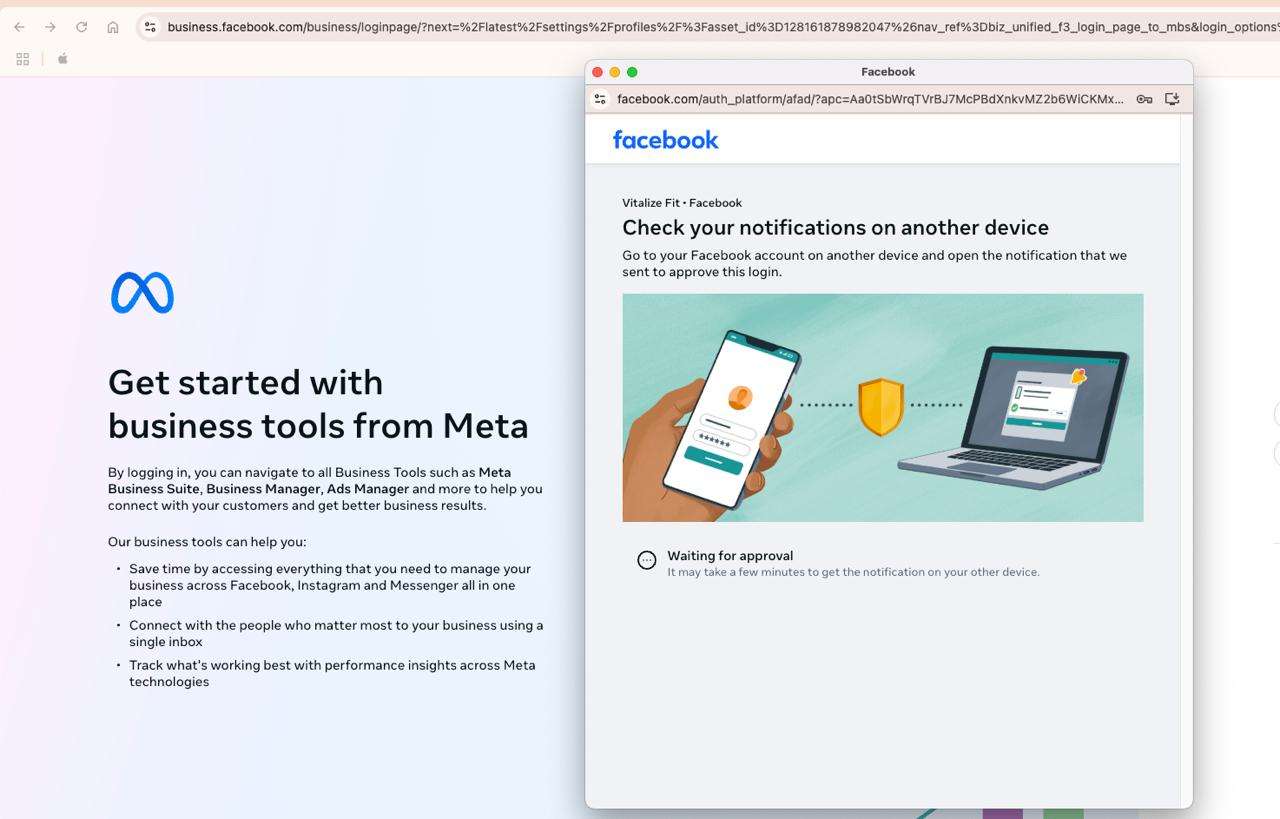 business.facebook.com/business/loginpage/?next=%2Flatest%2Fsettings%2Fprofiles%2F%3Fasset_id%3D128161878982047%26nav_ref%3Dbiz_unified_f3_login_page_to_mbs&login_options%
Facebook
facebook.com/auth_platform/afad/?apc=Aa0tSbWrqTVrBJ7McPBdXnkvMZ2b6WiCKMx...
facebook
Vitalize Fit • Facebook
Check your notifications on another device
Go to your Facebook account on another device and open the notification that we
sent to approve this login.
Waiting for approval
It may take a few minutes to get the notification on your other device.
Get started with
business tools from Meta
By logging in, you can navigate to all Business Tools such as Meta
Business Suite, Business Manager, Ads Manager and more to help you
connect with your customers and get better business results.
Our business tools can help you:
• Save time by accessing everything that you need to manage your
business across Facebook, Instagram and Messenger all in one
place
• Connect with the people who matter most to your business using a
single inbox
• Track what's working best with performance insights across Meta
technologies